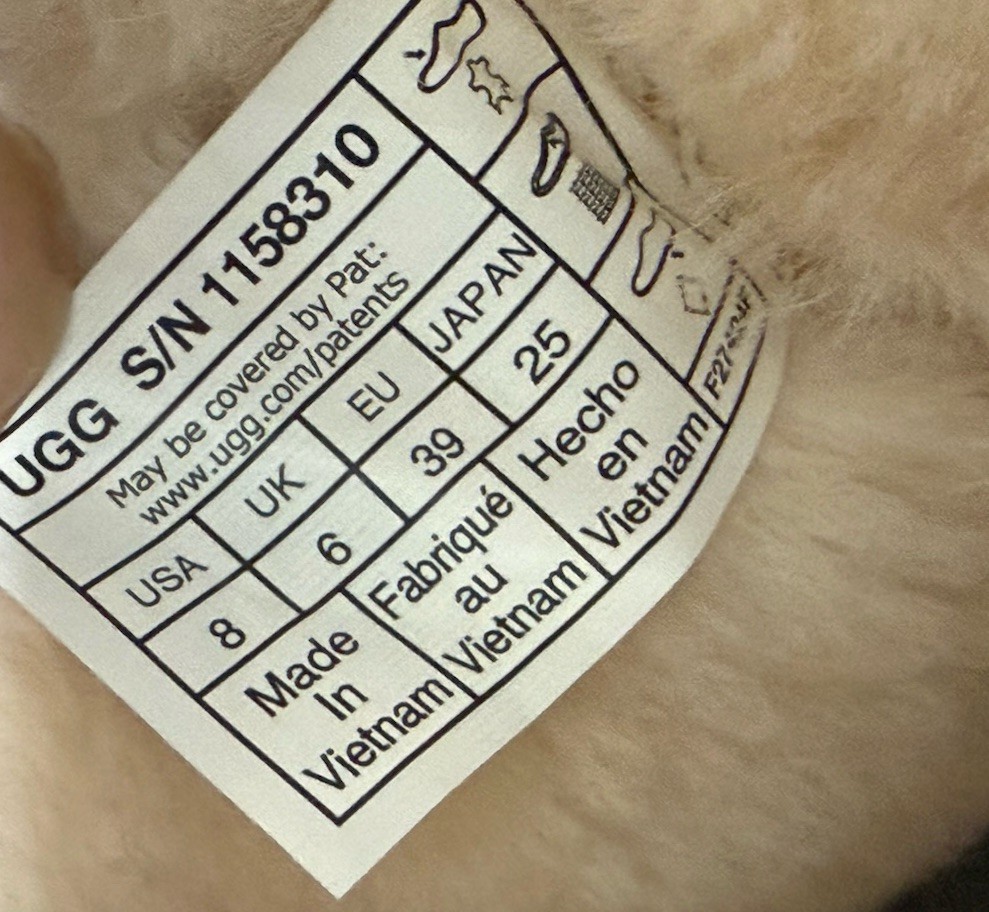 UGG S/N 1158310
May be covered by Pat:
www.ugg.com/patents
USA UK EU JAPAN
8 6 39 25
Made In Vietnam
Fabriqué au Vietnam
Hecho en Vietnam